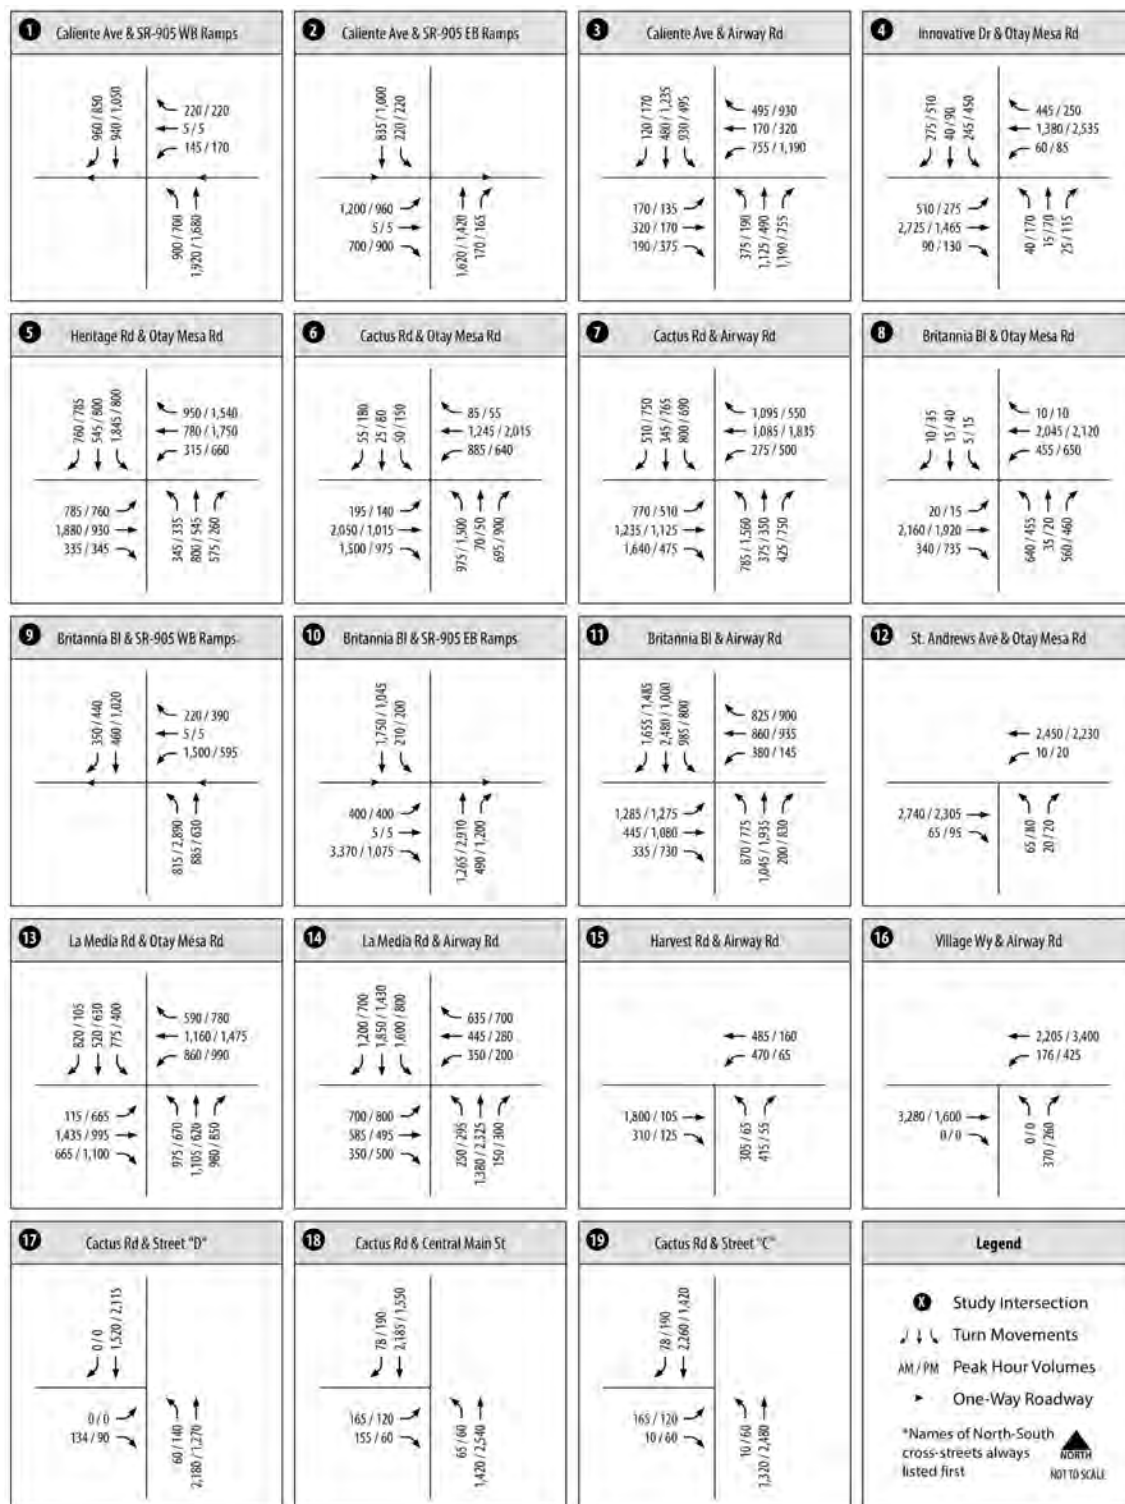 1 Caliente Ave & SR-905 WB Ramps
960 / 850
940 / 1,050
220 / 220
5 / 5
145 / 170
900 / 700
1,920 / 1,680
2 Caliente Ave & SR-905 EB Ramps
835 / 1,000
220 / 220
1,200 / 960
5 / 5
700 / 900
1,620 / 1,420
170 / 165
3 Caliente Ave & Airway Rd
120 / 170
480 / 1,235
930 / 495
495 / 930
170 / 320
755 / 1,190
170 / 135
320 / 170
190 / 375
375 / 190
1,125 / 490
1,190 / 755
4 Innovative Dr & Otay Mesa Rd
275 / 510
40 / 90
245 / 450
445 / 250
1,380 / 2,535
60 / 85
510 / 275
2,725 / 1,465
90 / 130
40 / 170
15 / 70
25 / 115
5 Heritage Rd & Otay Mesa Rd
760 / 785
545 / 800
1,845 / 800
950 / 1,540
780 / 1,750
315 / 660
785 / 760
1,880 / 930
335 / 345
345 / 335
800 / 545
575 / 260
6 Cactus Rd & Otay Mesa Rd
55 / 180
25 / 80
50 / 150
85 / 55
1,245 / 2,015
885 / 640
195 / 140
2,050 / 1,015
1,500 / 975
975 / 1,500
70 / 50
695 / 900
7 Cactus Rd & Airway Rd
510 / 750
345 / 765
800 / 690
1,095 / 550
1,085 / 1,835
275 / 500
770 / 510
1,235 / 1,125
1,640 / 475
785 / 1,560
375 / 350
425 / 750
8 Britannia Bl & Otay Mesa Rd
10 / 35
15 / 40
5 / 15
10 / 10
2,045 / 2,120
455 / 650
20 / 15
2,160 / 1,920
340 / 735
640 / 455
35 / 20
560 / 460
9 Britannia Bl & SR-905 WB Ramps
350 / 440
460 / 1,020
220 / 390
5 / 5
1,500 / 595
815 / 2,890
885 / 630
10 Britannia Bl & SR-905 EB Ramps
1,750 / 1,045
210 / 200
400 / 400
5 / 5
3,370 / 1,075
1,265 / 2,910
490 / 1,200
11 Britannia Bl & Airway Rd
1,655 / 1,485
2,480 / 1,000
985 / 800
825 / 900
860 / 935
380 / 145
1,285 / 1,275
445 / 1,080
335 / 730
870 / 775
1,045 / 1,935
200 / 830
12 St. Andrews Ave & Otay Mesa Rd
2,450 / 2,230
10 / 20
2,740 / 2,305
65 / 95
65 / 80
20 / 20
13 La Media Rd & Otay Mesa Rd
820 / 105
520 / 630
775 / 400
590 / 780
1,160 / 1,475
860 / 990
115 / 665
1,435 / 995
665 / 1,100
975 / 670
1,105 / 620
980 / 850
14 La Media Rd & Airway Rd
1,200 / 700
1,850 / 1,430
1,600 / 800
635 / 700
445 / 280
350 / 200
700 / 800
585 / 495
350 / 500
250 / 295
1,380 / 2,325
150 / 300
15 Harvest Rd & Airway Rd
485 / 160
470 / 65
1,800 / 105
310 / 125
305 / 65
415 / 55
16 Village Wy & Airway Rd
2,205 / 3,400
176 / 425
3,280 / 1,600
0 / 0
0 / 0
370 / 260
17 Cactus Rd & Street "D"
0 / 0
1,520 / 2,115
0 / 0
134 / 90
60 / 140
2,180 / 1,270
18 Cactus Rd & Central Main St
78 / 190
2,185 / 1,550
165 / 120
155 / 60
65 / 60
1,420 / 2,540
19 Cactus Rd & Street "C"
78 / 190
2,260 / 1,420
165 / 120
10 / 60
10 / 60
1,320 / 2,480
Legend
X Study Intersection
Turn Movements
AM / PM Peak Hour Volumes
One-Way Roadway
*Names of North-South
cross-streets always
listed first
NORTH
NOT TO SCALE